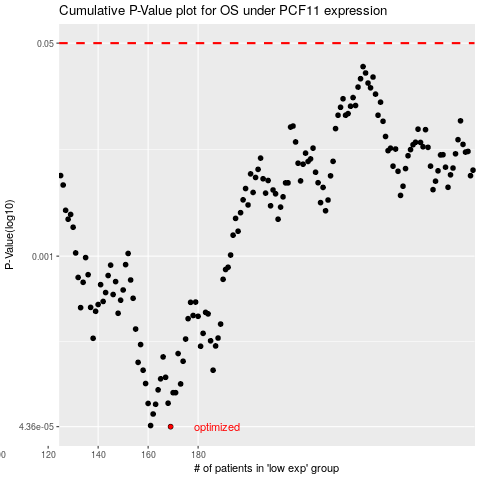 Cumulative P-Value plot for OS under PCF11 expression
0.05
P-Value(log10)
0.001
4.36e-05
optimized
00 120 140 160 180
# of patients in 'low exp' group